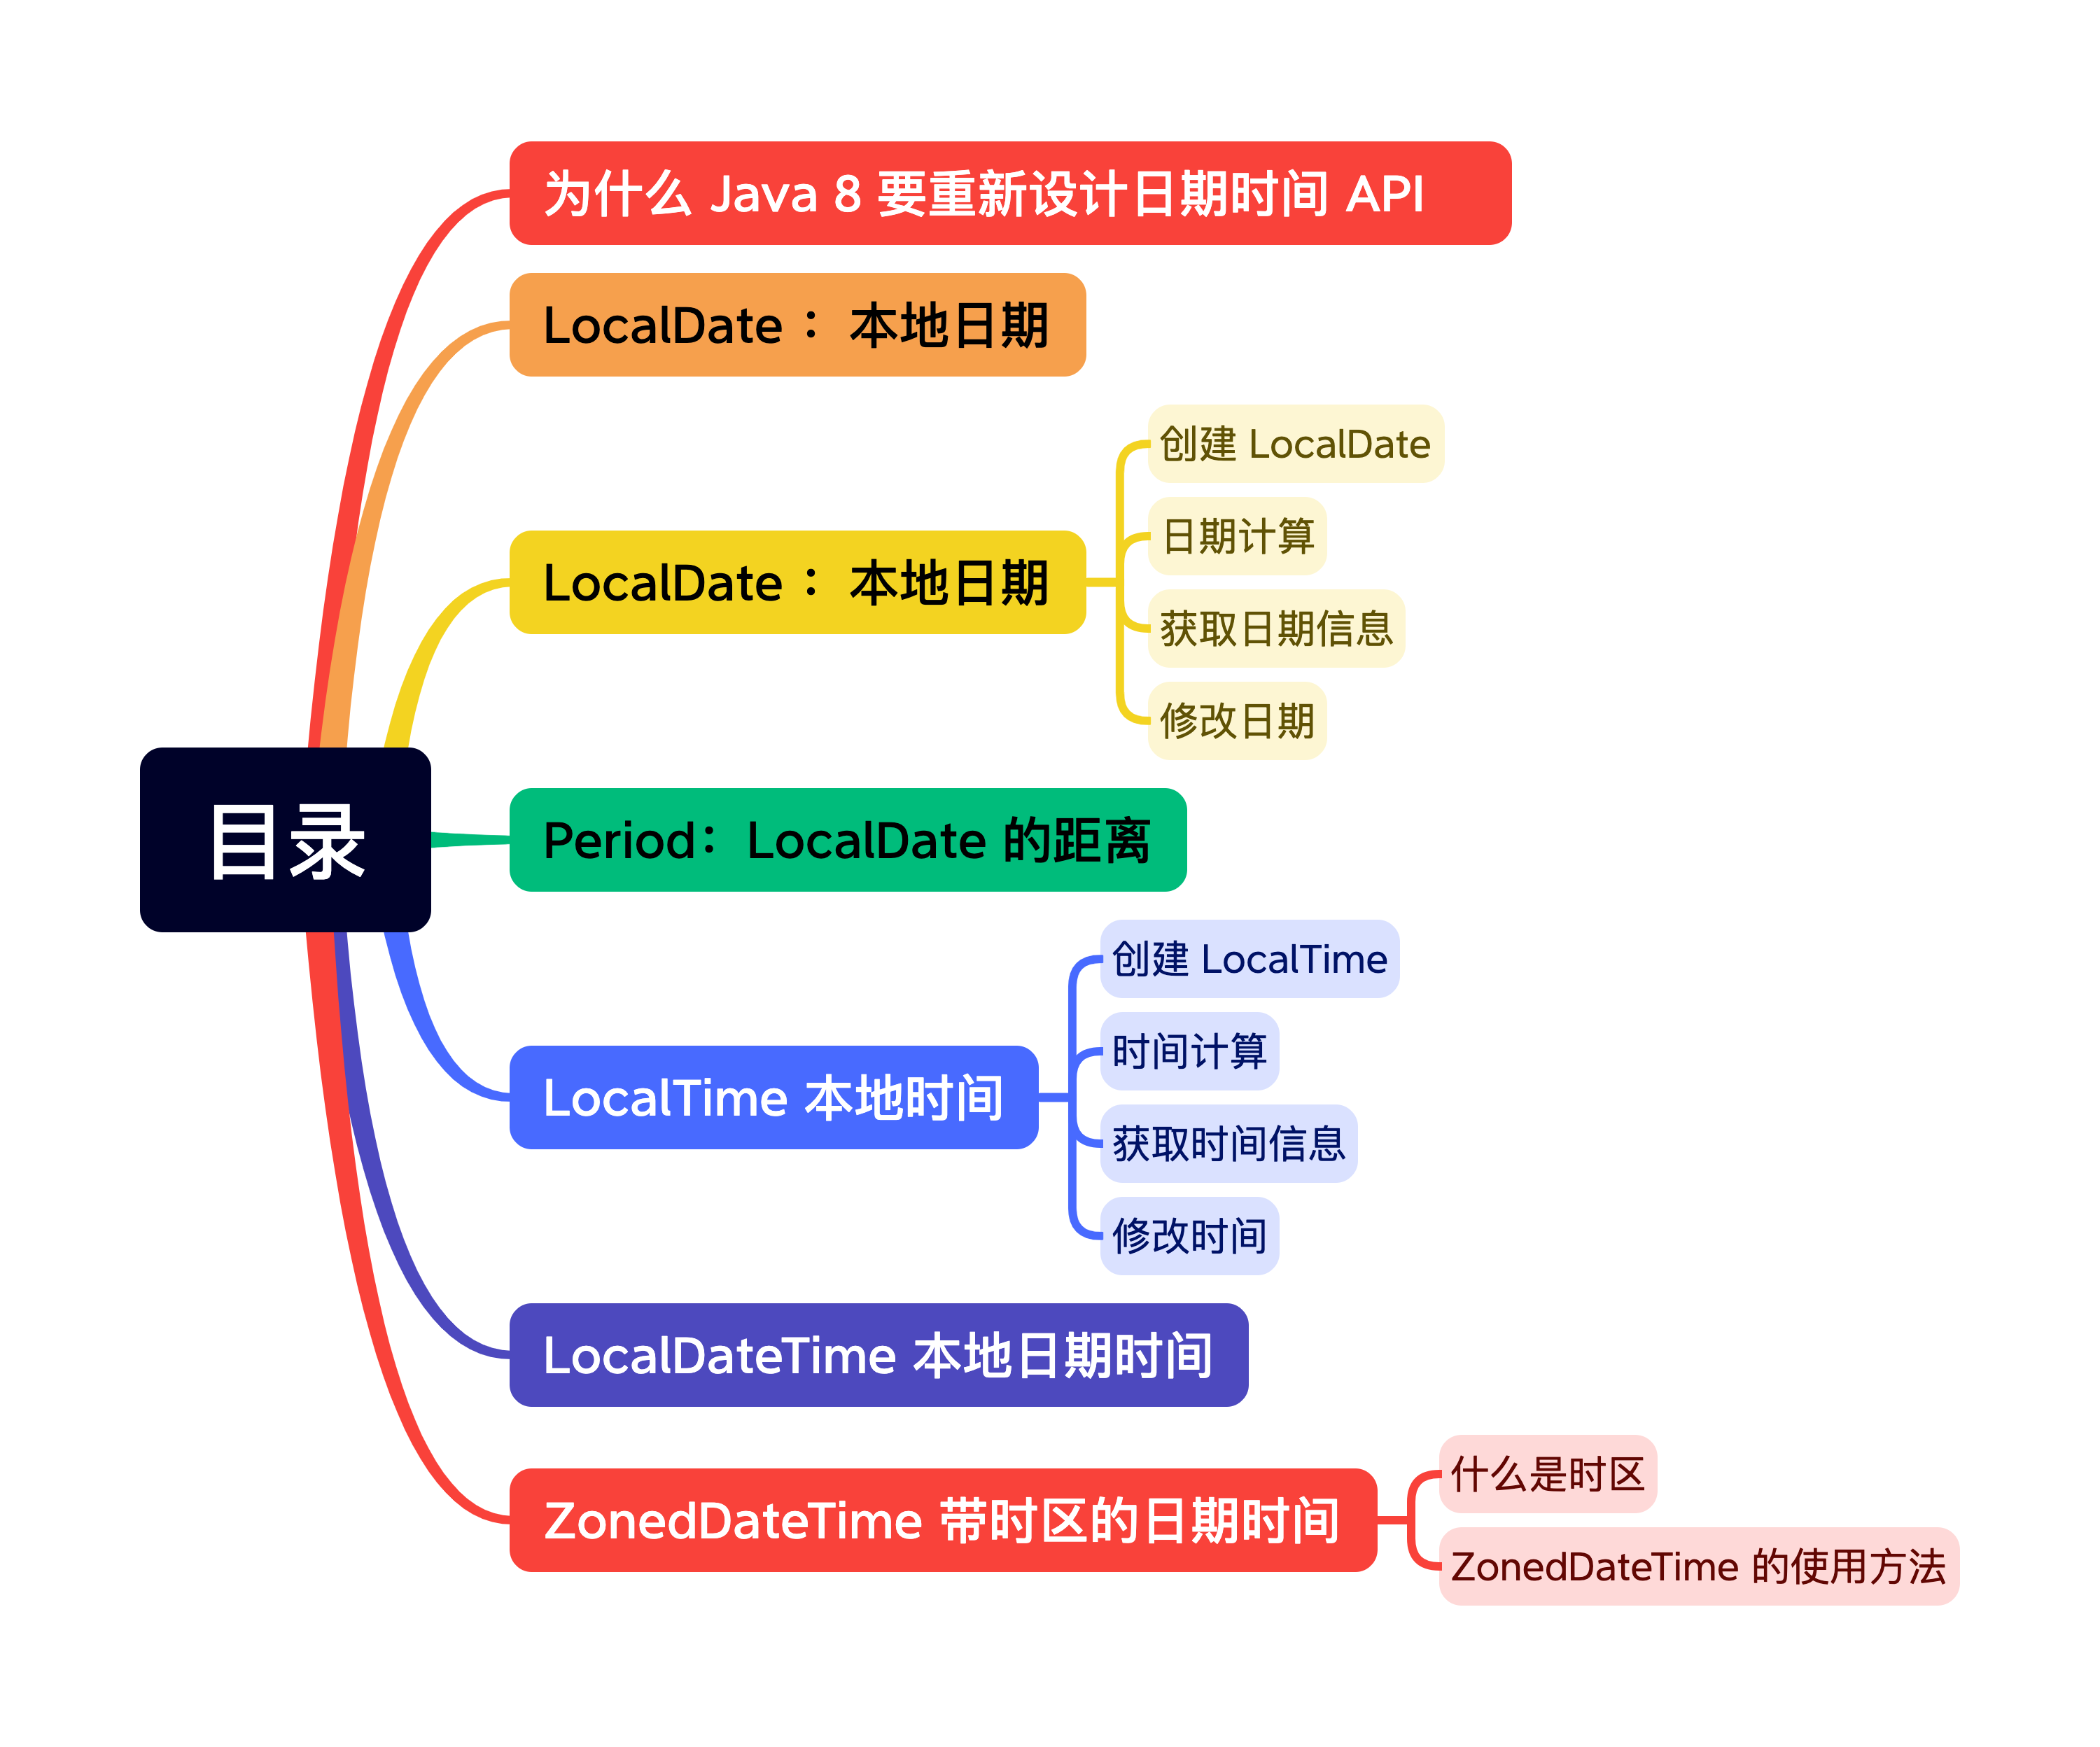 为什么 Java 8 要重新设计日期时间 API
LocalDate ： 本地日期
创建 LocalDate
日期计算
LocalDate ： 本地日期
获取日期信息
修改日期
目录
Period：LocalDate 的距离
创建 LocalTime
时间计算
LocalTime 本地时间
获取时间信息
修改时间
LocalDateTime 本地日期时间
什么是时区
ZonedDateTime 带时区的日期时间
ZonedDateTime 的使用方法